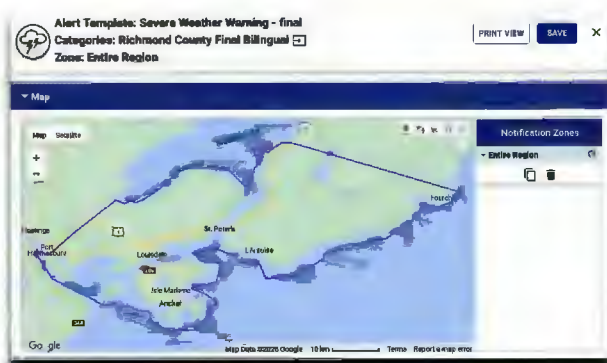 Alert Template: Severe Weather Warning - final
Categories: Richmond County Final Bilingual
Zone: Entire Region
PRINT VIEW
SAVE
Map
Map Satellite
Notification Zones
Entire Region
Fourchu
St. Peter's
Hastings
Port
Hawkesbury
Louisdale
L'Ardoise
Isle Madame
Arichat
Google
Map Data ©2026 Google
10 km
Terms
Report a map error